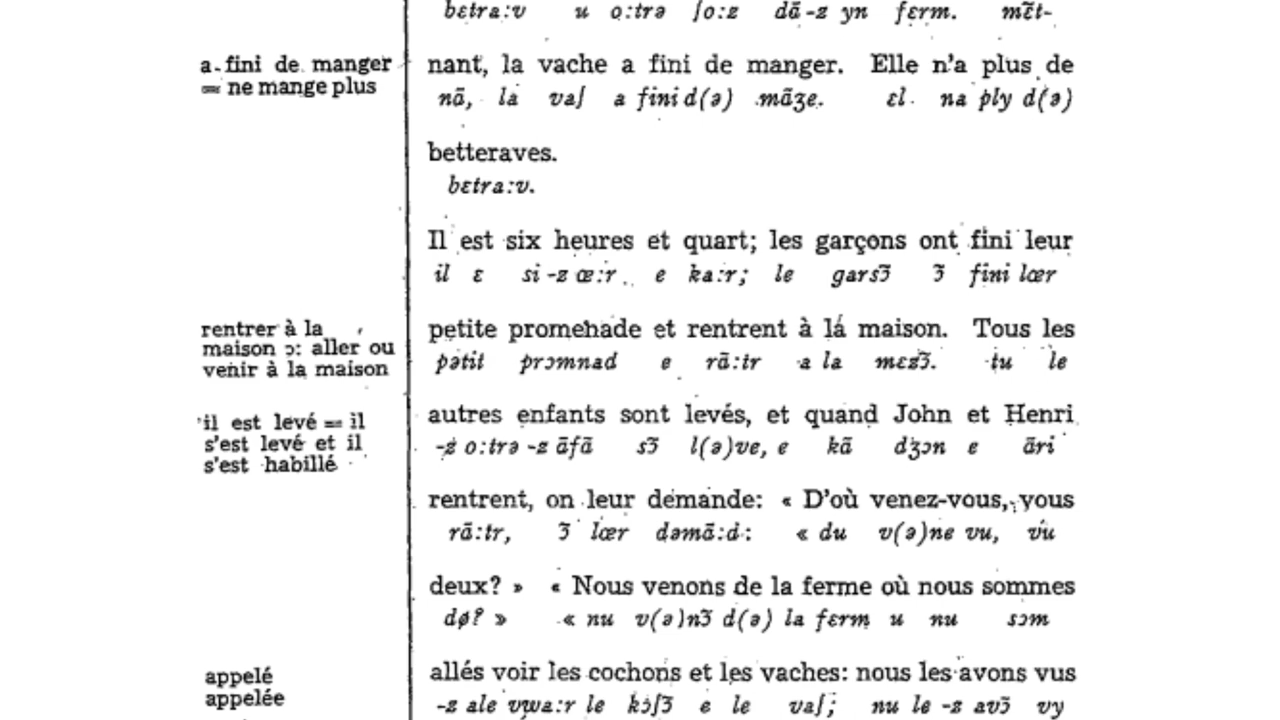 bɛtra:v u o:trə ʃo:z dɑ̃-z yn fɛrm. mɛ̃t-
a fini de manger
= ne mange plus
nant, la vache a fini de manger. Elle n'a plus de
nɑ̃, la vaʃ a fini d(ə) mɑ̃ʒe. ɛl na ply d(ə)
betteraves.
bɛtra:v.
Il est six heures et quart; les garçons ont fini leur
il ɛ si-z œ:r e ka:r; le garsɔ̃ ɔ̃ fini lœr
rentrer à la
maison ɔ: aller ou
venir à la maison
petite promenade et rentrent à la maison. Tous les
pətit prɔmnad e rɑ̃:tr a la mɛzɔ̃. tu le
il est levé = il
s'est levé et il
s'est habillé
autres enfants sont levés, et quand John et Henri
-z o:trə-z ɑ̃fɑ̃ sɔ̃ l(ə)ve, e kɑ̃ dʒɔn e ɑ̃ri
rentrent, on leur demande: « D'où venez-vous, vous
rɑ̃:tr, ɔ̃ lœr dəmɑ̃:d: « du v(ə)ne vu, vu
deux? » « Nous venons de la ferme où nous sommes
dø? » « nu v(ə)nɔ̃ d(ə) la fɛrm u nu sɔm
appelé
appelée
allés voir les cochons et les vaches: nous les avons vus
-z ale vwa:r le kɔʃɔ̃ e le vaʃ; nu le-z avɔ̃ vy